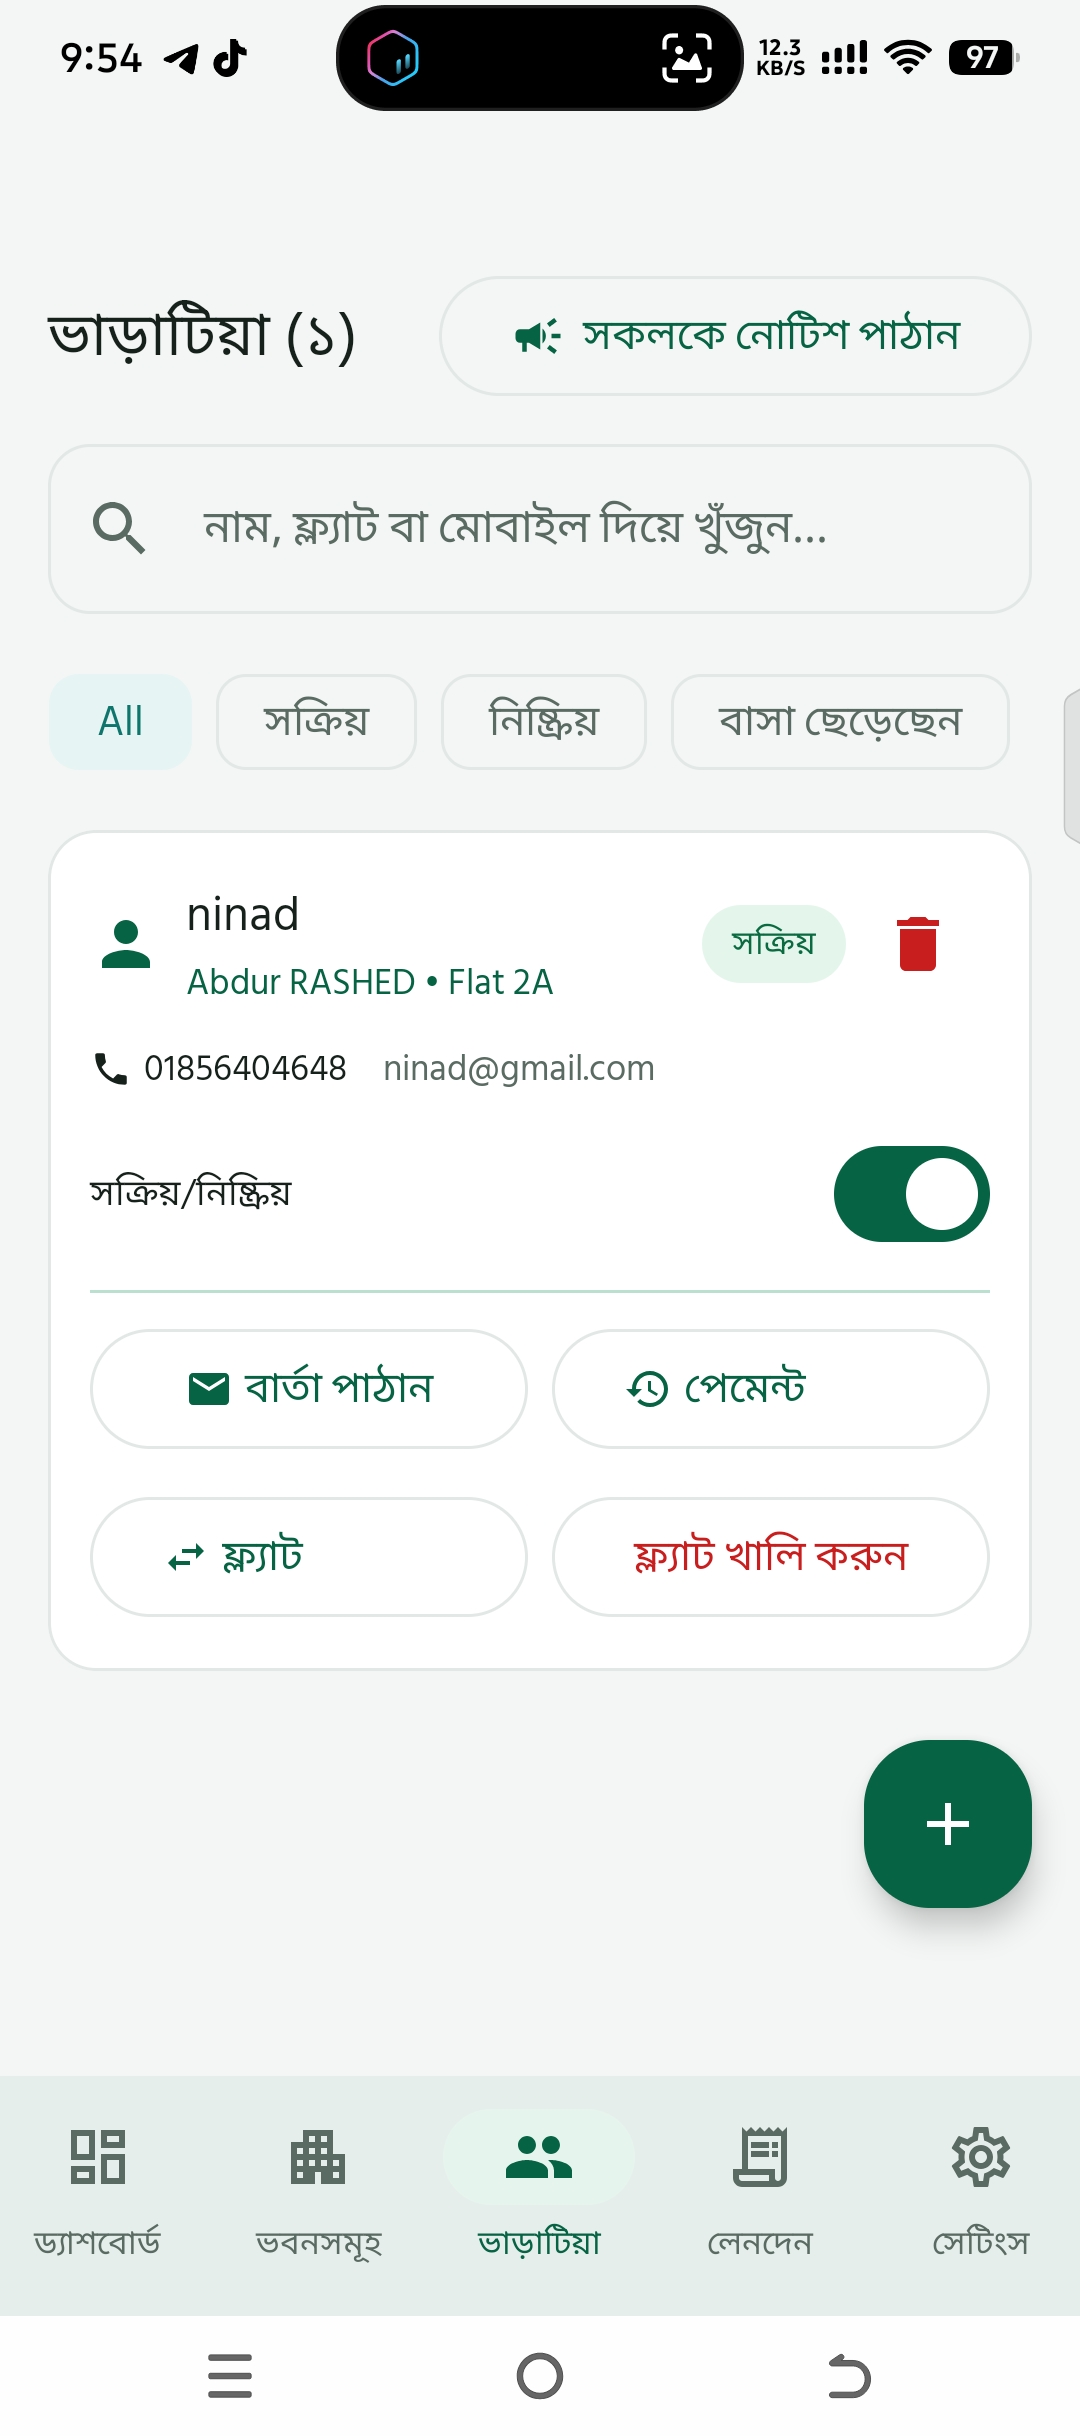 9:54
12.3
KB/S
97
ভাড়াটিয়া (১)
সকলকে নোটিশ পাঠান
নাম, ফ্ল্যাট বা মোবাইল দিয়ে খুঁজুন...
All
সক্রিয়
নিষ্ক্রিয়
বাসা ছেড়েছেন
ninad
Abdur RASHED • Flat 2A
সক্রিয়
01856404648
ninad@gmail.com
সক্রিয়/নিষ্ক্রিয়
বার্তা পাঠান
পেমেন্ট
ফ্ল্যাট
ফ্ল্যাট খালি করুন
ড্যাশবোর্ড
ভবনসমূহ
ভাড়াটিয়া
লেনদেন
সেটিংস